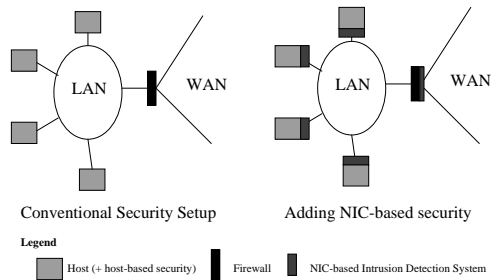 LAN
WAN
LAN
WAN
Conventional Security Setup
Adding NIC-based security
Legend
Host (+ host-based security)
Firewall
NIC-based Intrusion Detection System